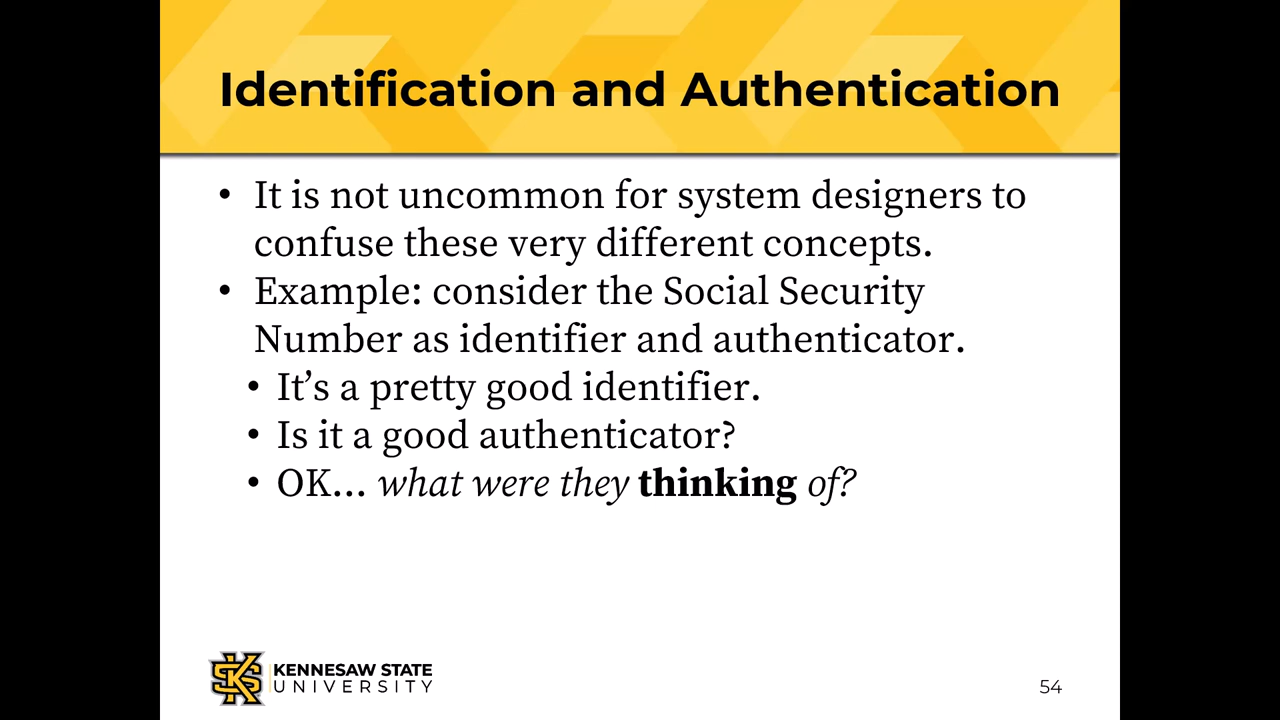 Identification and Authentication
• It is not uncommon for system designers to
confuse these very different concepts.
• Example: consider the Social Security
Number as identifier and authenticator.
• It’s a pretty good identifier.
• Is it a good authenticator?
• OK… what were they thinking of?
KENNESAW STATE
UNIVERSITY
54